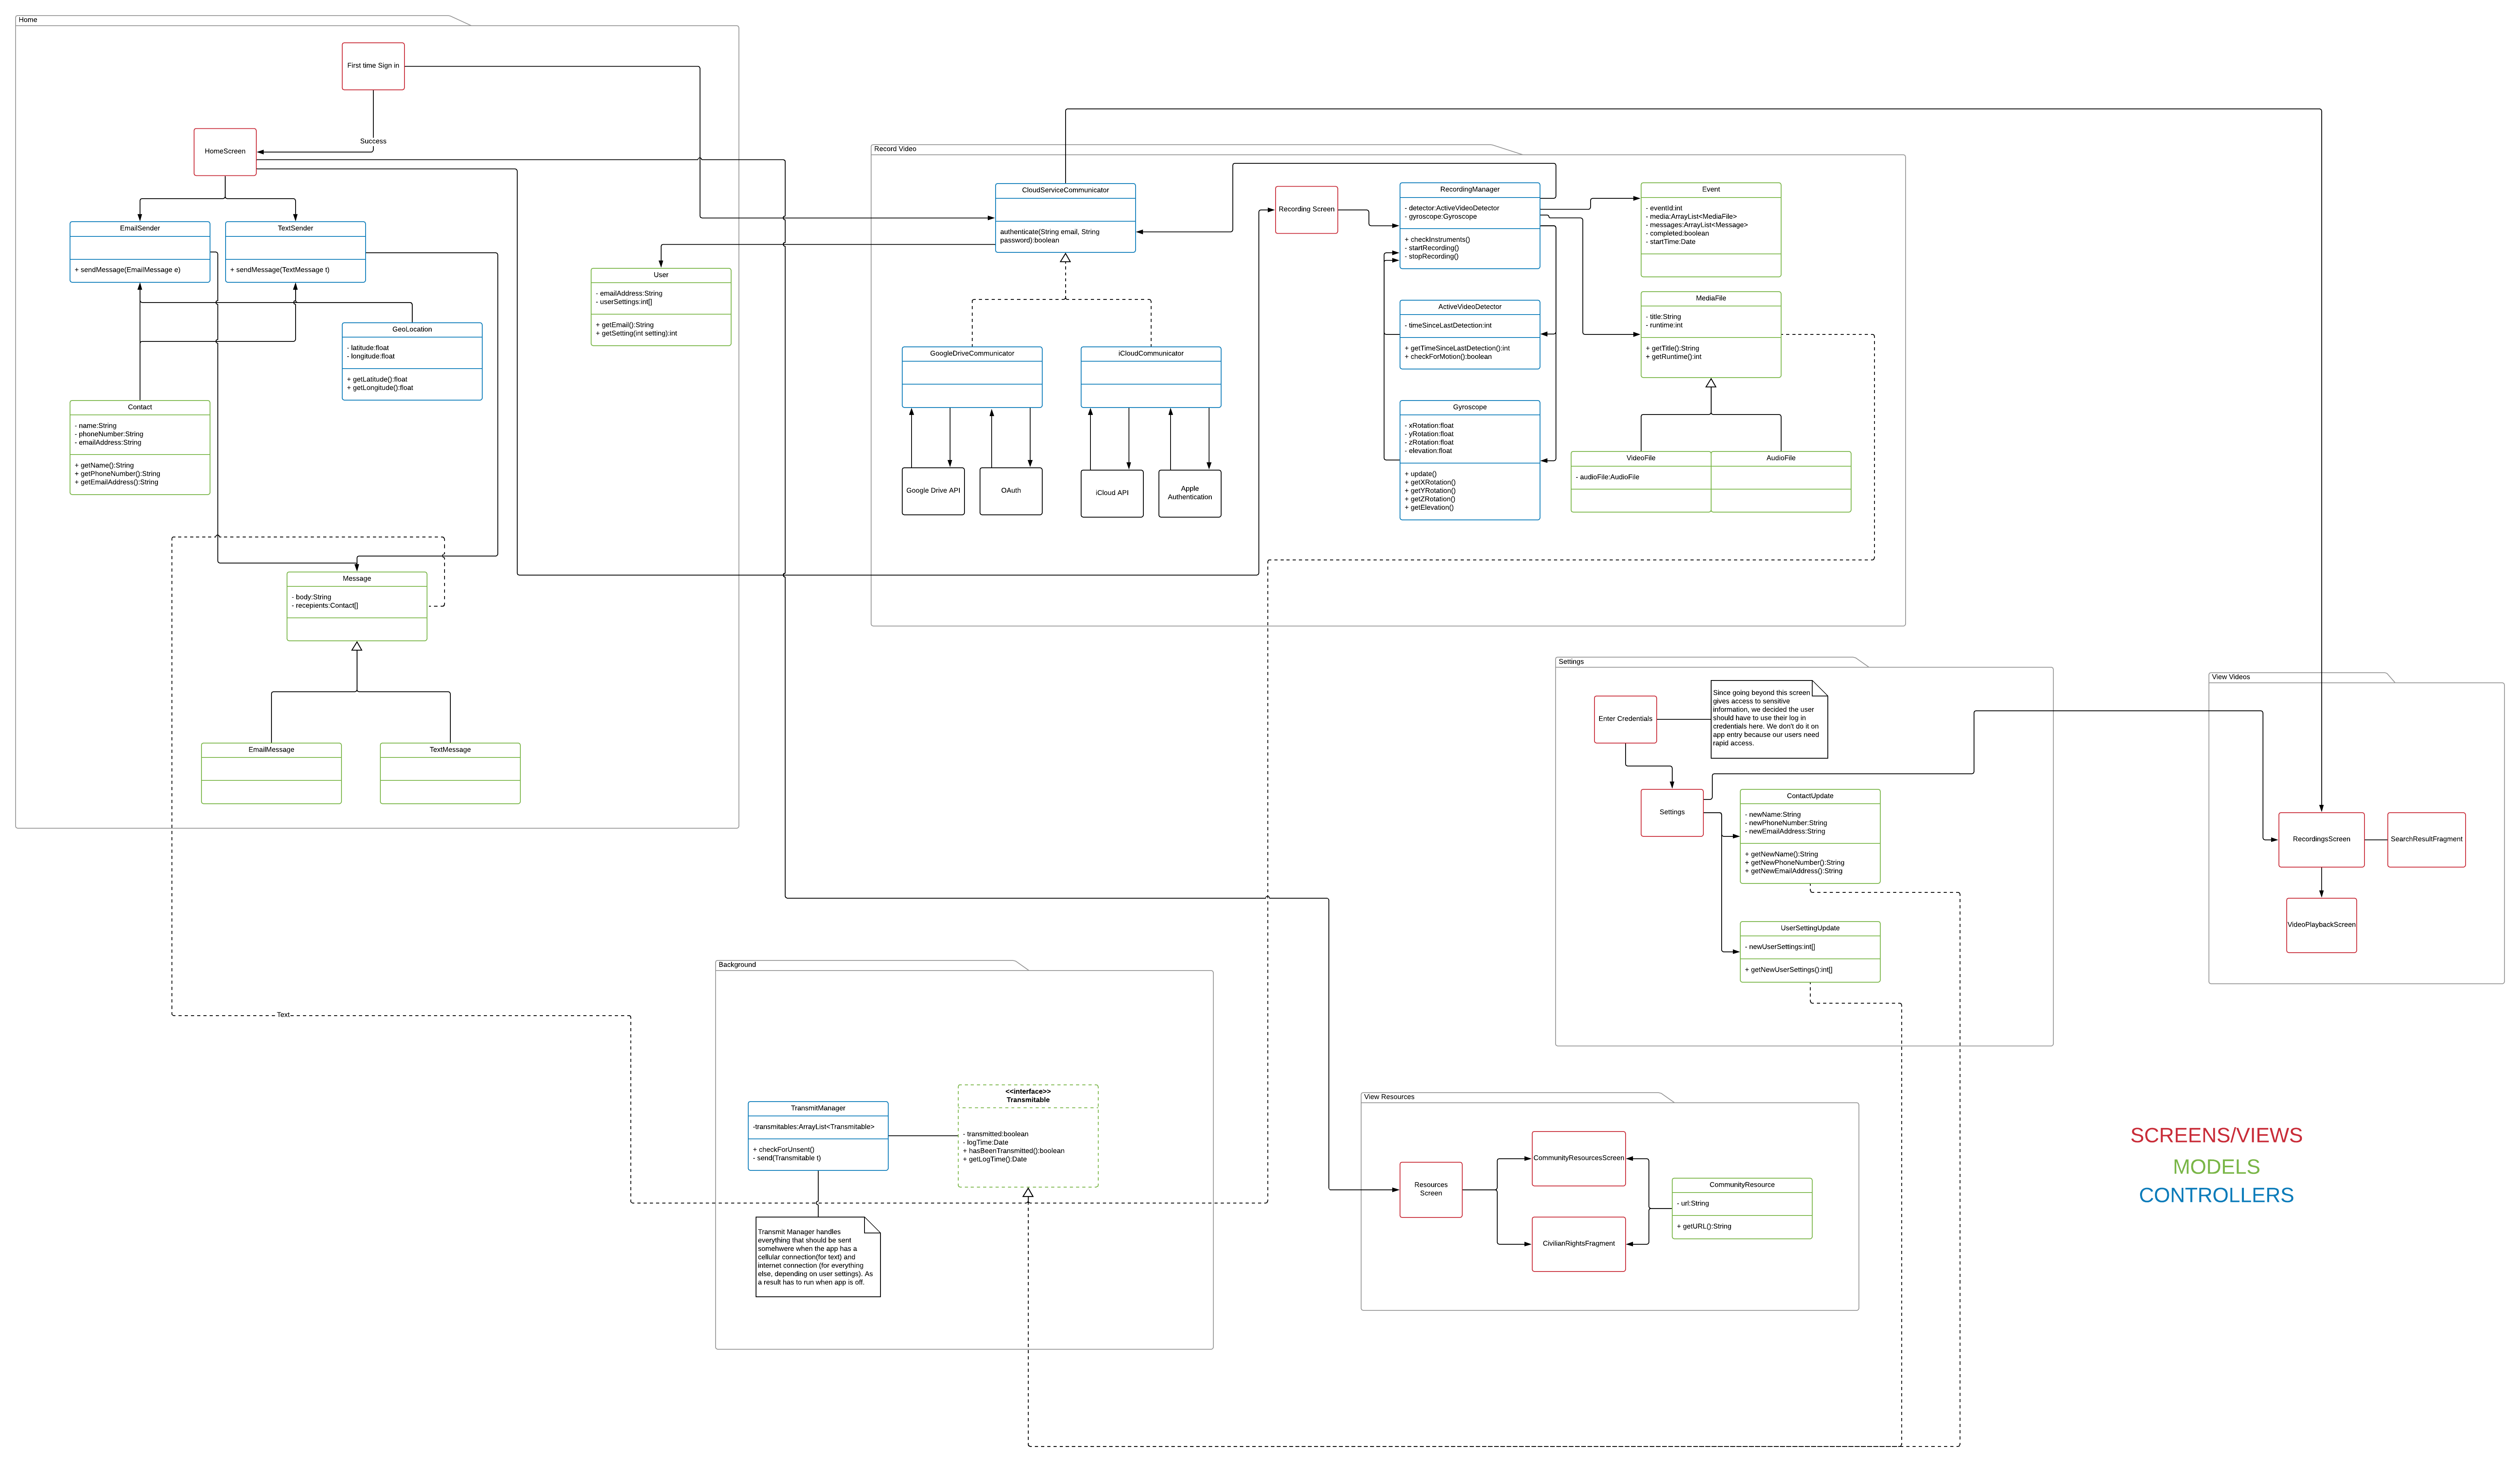 Home
First time Sign in
Success
HomeScreen
EmailSender
+ sendMessage(EmailMessage e)
TextSender
+ sendMessage(TextMessage t)
GeoLocation
- latitude:float
- longitude:float
+ getLatitude():float
+ getLongitude():float
Contact
- name:String
- phoneNumber:String
- emailAddress:String
+ getName():String
+ getPhoneNumber():String
+ getEmailAddress():String
User
- emailAddress:String
- userSettings:int[]
+ getEmail():String
+ getSetting(int setting):int
Message
- body:String
- recepients:Contact[]
EmailMessage
TextMessage
Text
Record Video
CloudServiceCommunicator
authenticate(String email, String
password):boolean
GoogleDriveCommunicator
iCloudCommunicator
Google Drive API
OAuth
iCloud API
Apple
Authentication
Recording Screen
RecordingManager
- detector:ActiveVideoDetector
- gyroscope:Gyroscope
+ checkInstruments()
- startRecording()
- stopRecording()
ActiveVideoDetector
- timeSinceLastDetection:int
+ getTimeSinceLastDetection():int
+ checkForMotion():boolean
Gyroscope
- xRotation:float
- yRotation:float
- zRotation:float
- elevation:float
+ update()
+ getXRotation()
+ getYRotation()
+ getZRotation()
+ getElevation()
Event
- eventId:int
- media:ArrayList<MediaFile>
- messages:ArrayList<Message>
- completed:boolean
- startTime:Date
MediaFile
- title:String
- runtime:int
+ getTitle():String
+ getRuntime():int
VideoFile
- audioFile:AudioFile
AudioFile
Settings
Enter Credentials
Since going beyond this screen
gives access to sensitive
information, we decided the user
should have to use their log in
credentials here. We don't do it on
app entry because our users need
rapid access.
Settings
ContactUpdate
- newName:String
- newPhoneNumber:String
- newEmailAddress:String
+ getNewName():String
+ getNewPhoneNumber():String
+ getNewEmailAddress():String
UserSettingUpdate
- newUserSettings:int[]
+ getNewUserSettings():int[]
View Videos
RecordingsScreen
SearchResultFragment
VideoPlaybackScreen
Background
TransmitManager
-transmitables:ArrayList<Transmitable>
+ checkForUnsent()
- send(Transmitable t)
<<interface>>
Transmitable
- transmitted:boolean
- logTime:Date
+ hasBeenTransmitted():boolean
+ getLogTime():Date
Transmit Manager handles
everything that should be sent
somehwere when the app has a
cellular connection(for text) and
internet connection (for everything
else, depending on user settings). As
a result has to run when app is off.
View Resources
Resources
Screen
CommunityResourcesScreen
CivilianRightsFragment
CommunityResource
- url:String
+ getURL():String
SCREENS/VIEWS
MODELS
CONTROLLERS